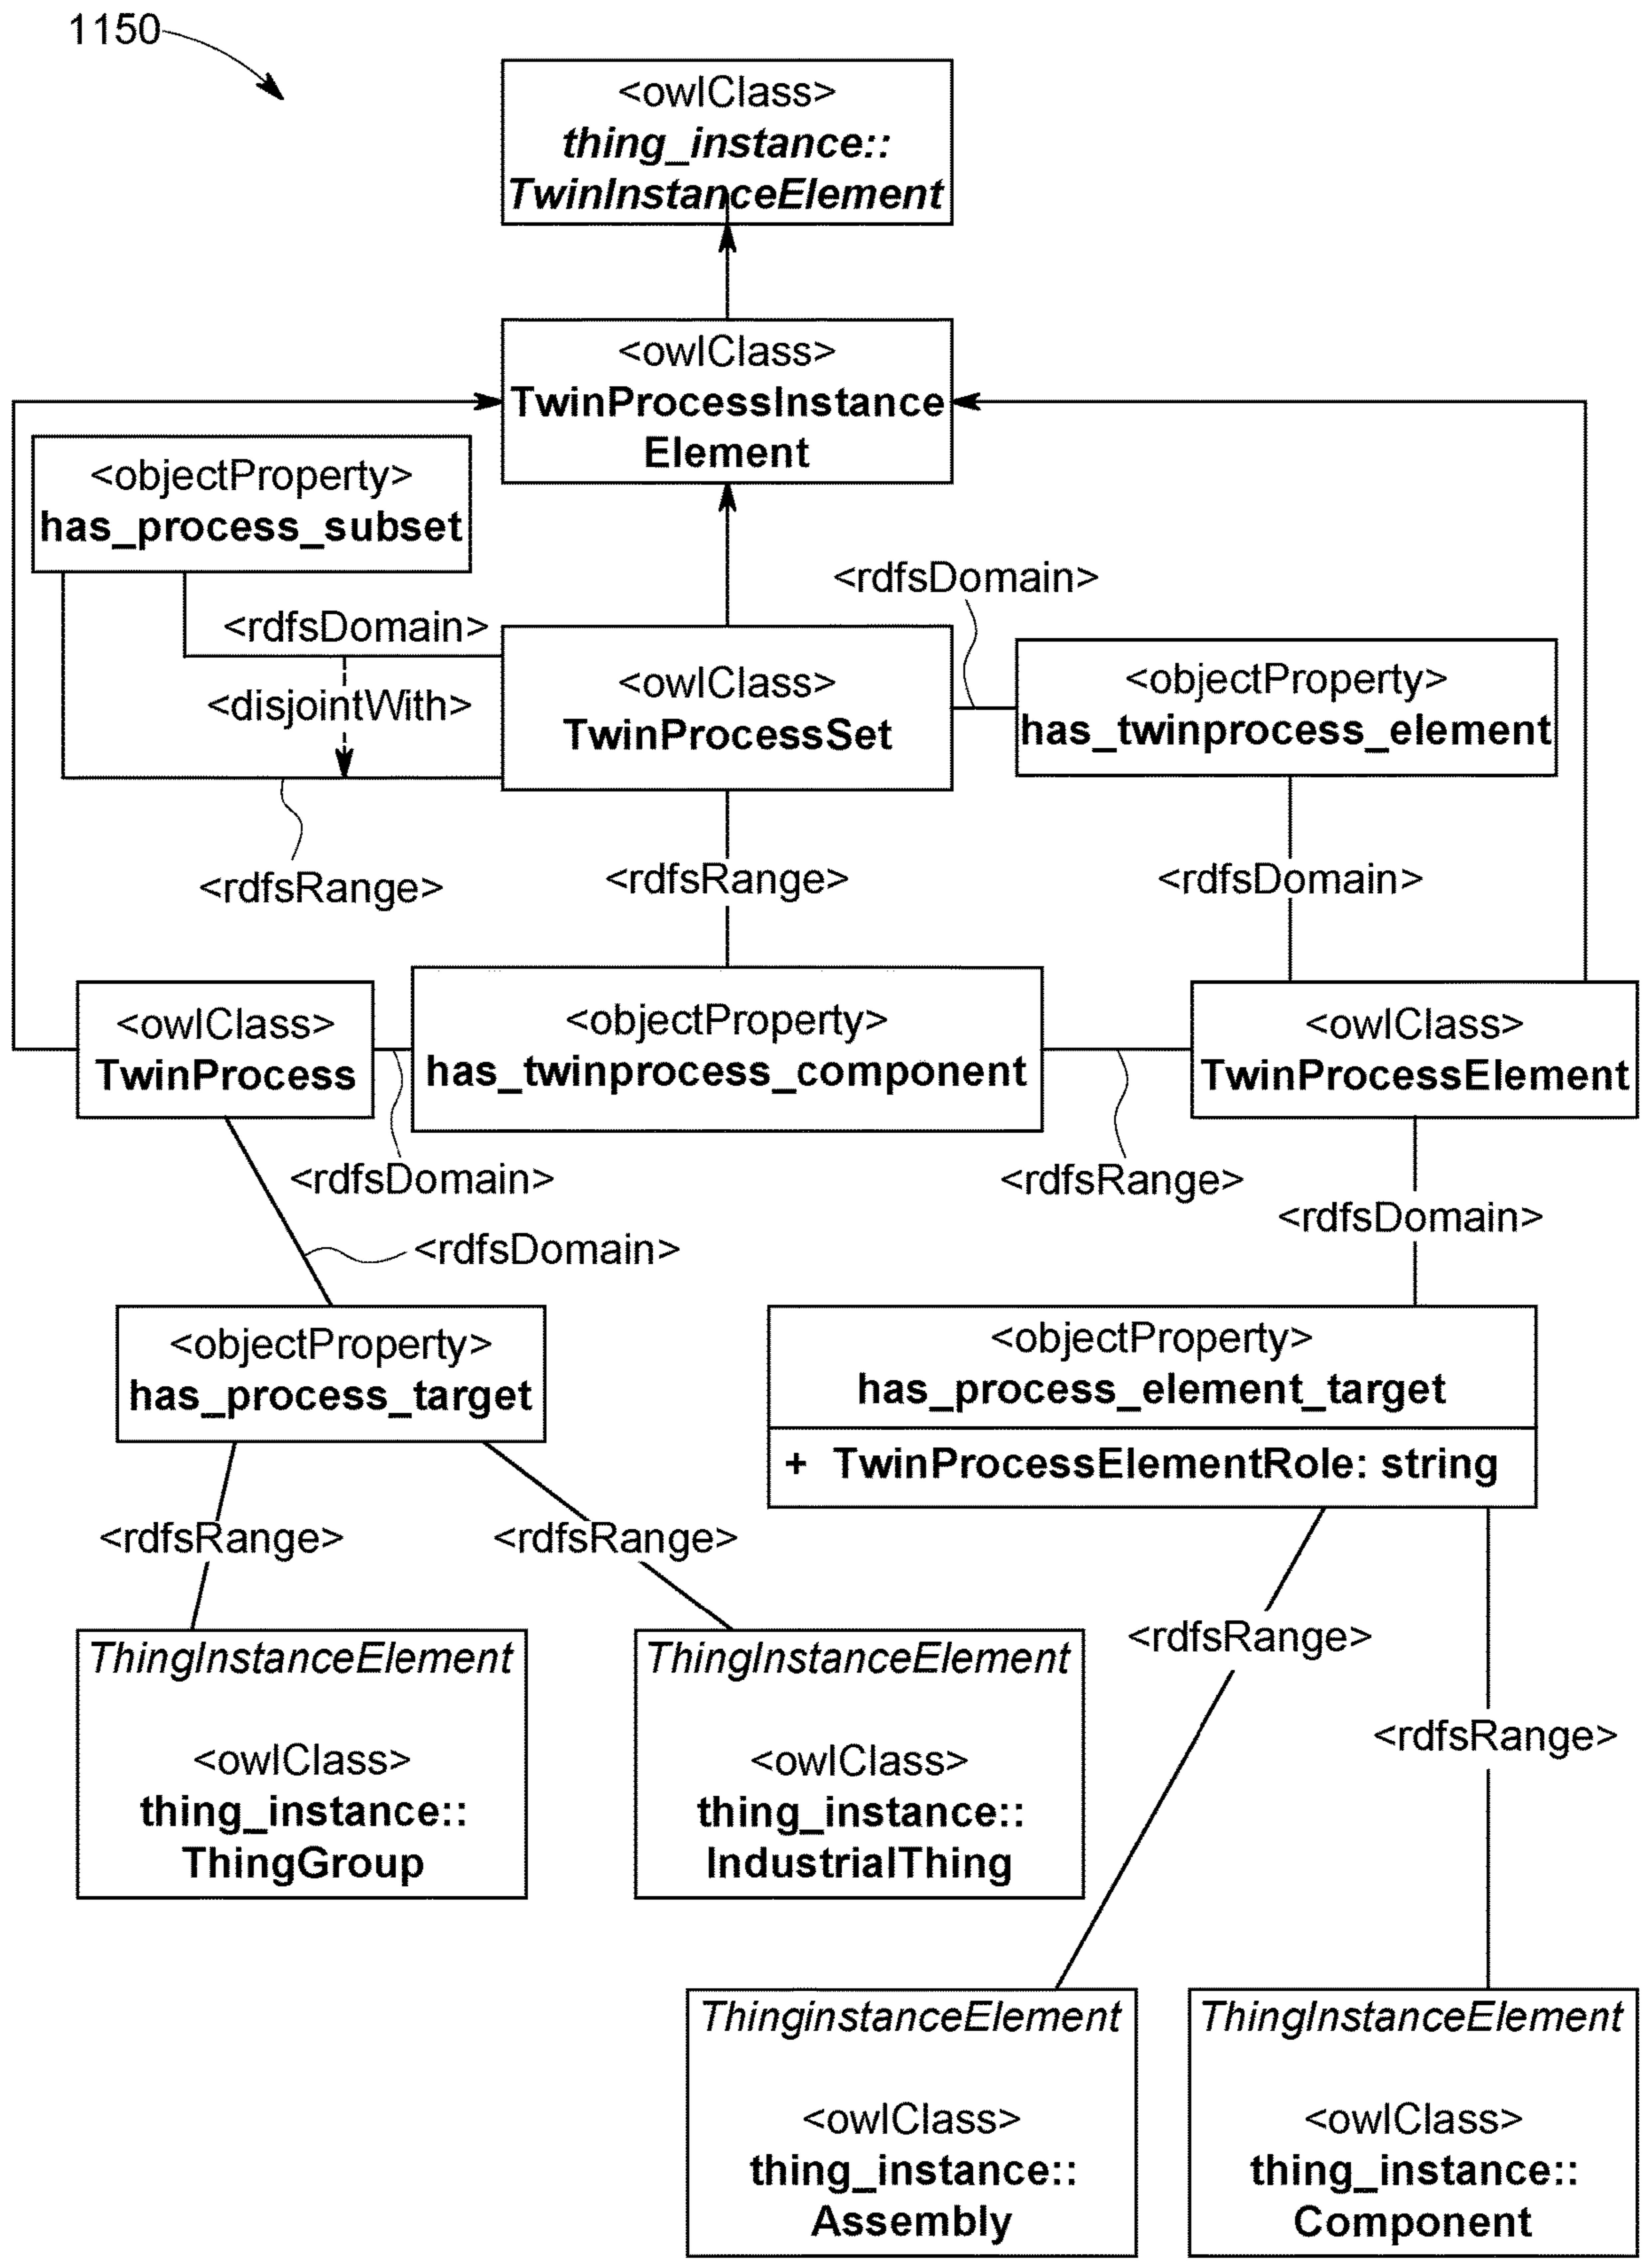 1150
<owlClass>
thing_instance::
TwinInstanceElement
<owlClass>
TwinProcessInstance
Element
<objectProperty>
has_process_subset
<rdfsDomain>
<disjointWith>
<rdfsRange>
<owlClass>
TwinProcessSet
<rdfsDomain>
<objectProperty>
has_twinprocess_element
<rdfsRange>
<rdfsDomain>
<owlClass>
TwinProcess
<objectProperty>
has_twinprocess_component
<owlClass>
TwinProcessElement
<rdfsDomain>
<rdfsRange>
<rdfsDomain>
<rdfsDomain>
<objectProperty>
has_process_target
<objectProperty>
has_process_element_target
+ TwinProcessElementRole: string
<rdfsRange>
<rdfsRange>
<rdfsRange>
<rdfsRange>
ThingInstanceElement
<owlClass>
thing_instance::
ThingGroup
ThingInstanceElement
<owlClass>
thing_instance::
IndustrialThing
ThinginstanceElement
<owlClass>
thing_instance::
Assembly
ThingInstanceElement
<owlClass>
thing_instance::
Component